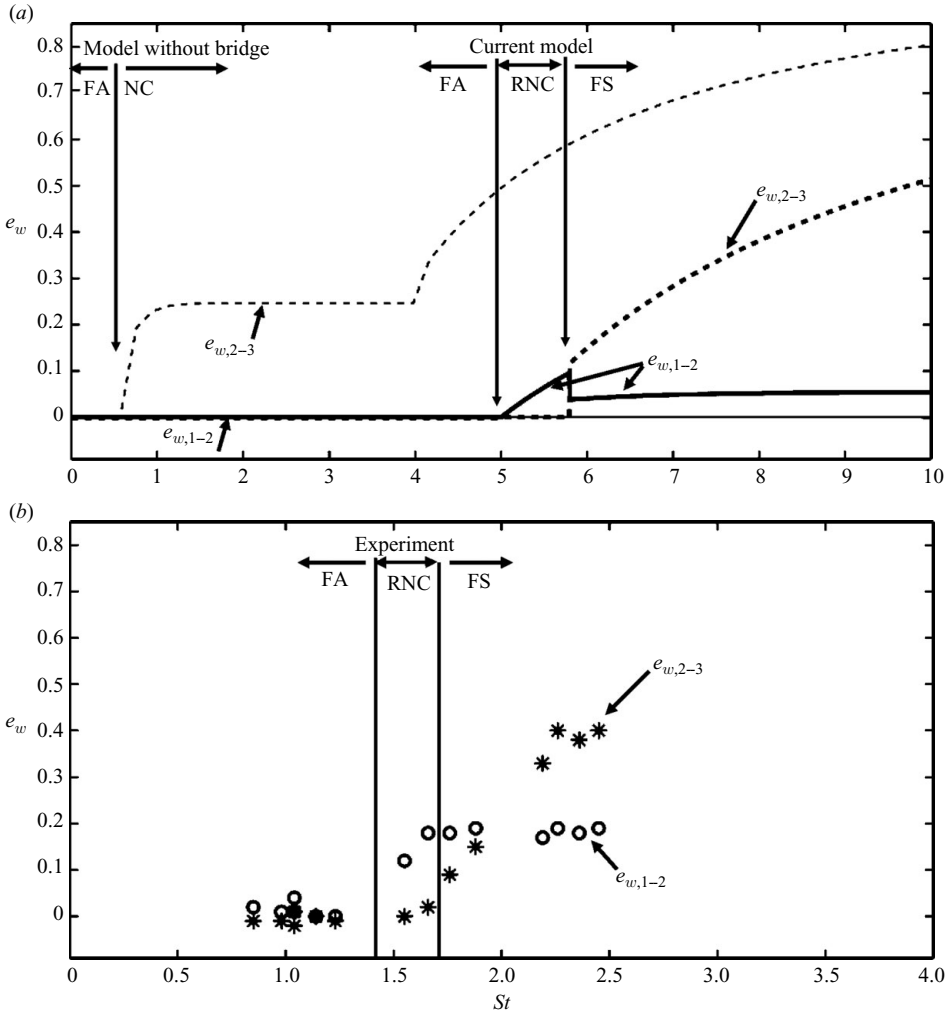 (a)
0.8
Model without bridge
Current model
0.7
FA NC
FA RNC FS
0.6
0.5
e_w,2–3
e_w 0.4
0.3
0.2
e_w,2–3
e_w,1–2
0.1
0
e_w,1–2
0 1 2 3 4 5 6 7 8 9 10
(b)
0.8
Experiment
0.7
FA RNC FS
0.6
0.5
e_w,2–3
e_w 0.4
0.3
0.2
0.1
e_w,1–2
0
0 0.5 1.0 1.5 2.0 2.5 3.0 3.5 4.0
St